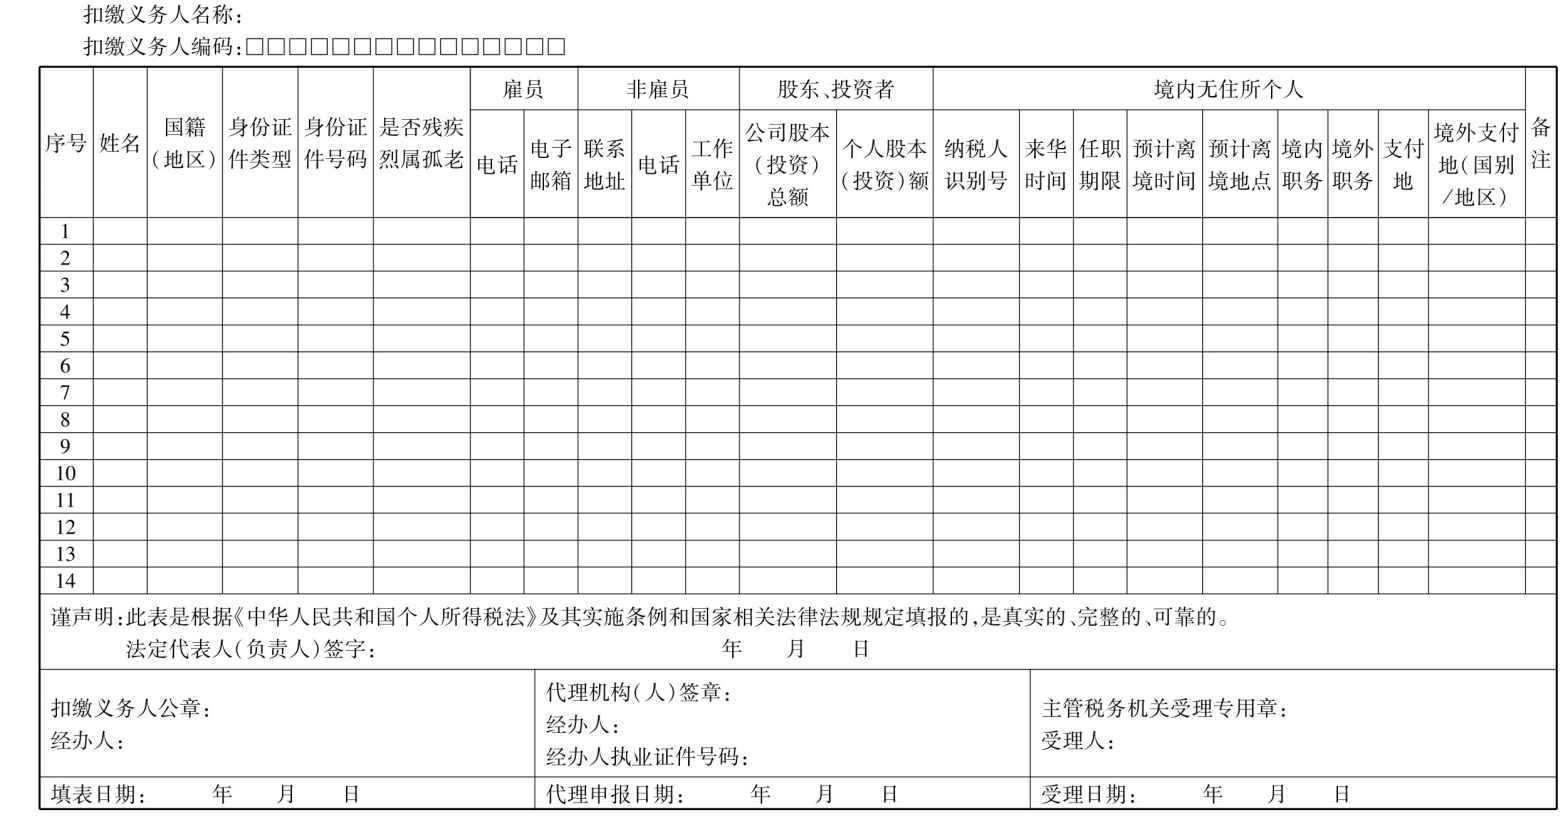 扣缴义务人名称:
扣缴义务人编码:□□□□□□□□□□□□□□□
序号 姓名 国籍(地区) 身份证件类型 身份证件号码 是否残疾烈属孤老 雇员 非雇员 股东、投资者 境内无住所个人 备注
电话 电子邮箱 联系地址 电话 工作单位 公司股本(投资)总额 个人股本(投资)额 纳税人识别号 来华时间 任职期限 预计离境时间 预计离境地点 境内职务 境外职务 支付地 境外支付地(国别/地区)
1
2
3
4
5
6
7
8
9
10
11
12
13
14
谨声明:此表是根据《中华人民共和国个人所得税法》及其实施条例和国家相关法律法规规定填报的,是真实的、完整的、可靠的。
法定代表人(负责人)签字: 年 月 日
扣缴义务人公章:
经办人:
代理机构(人)签章:
经办人:
经办人执业证件号码:
主管税务机关受理专用章:
受理人:
填表日期: 年 月 日
代理申报日期: 年 月 日
受理日期: 年 月 日